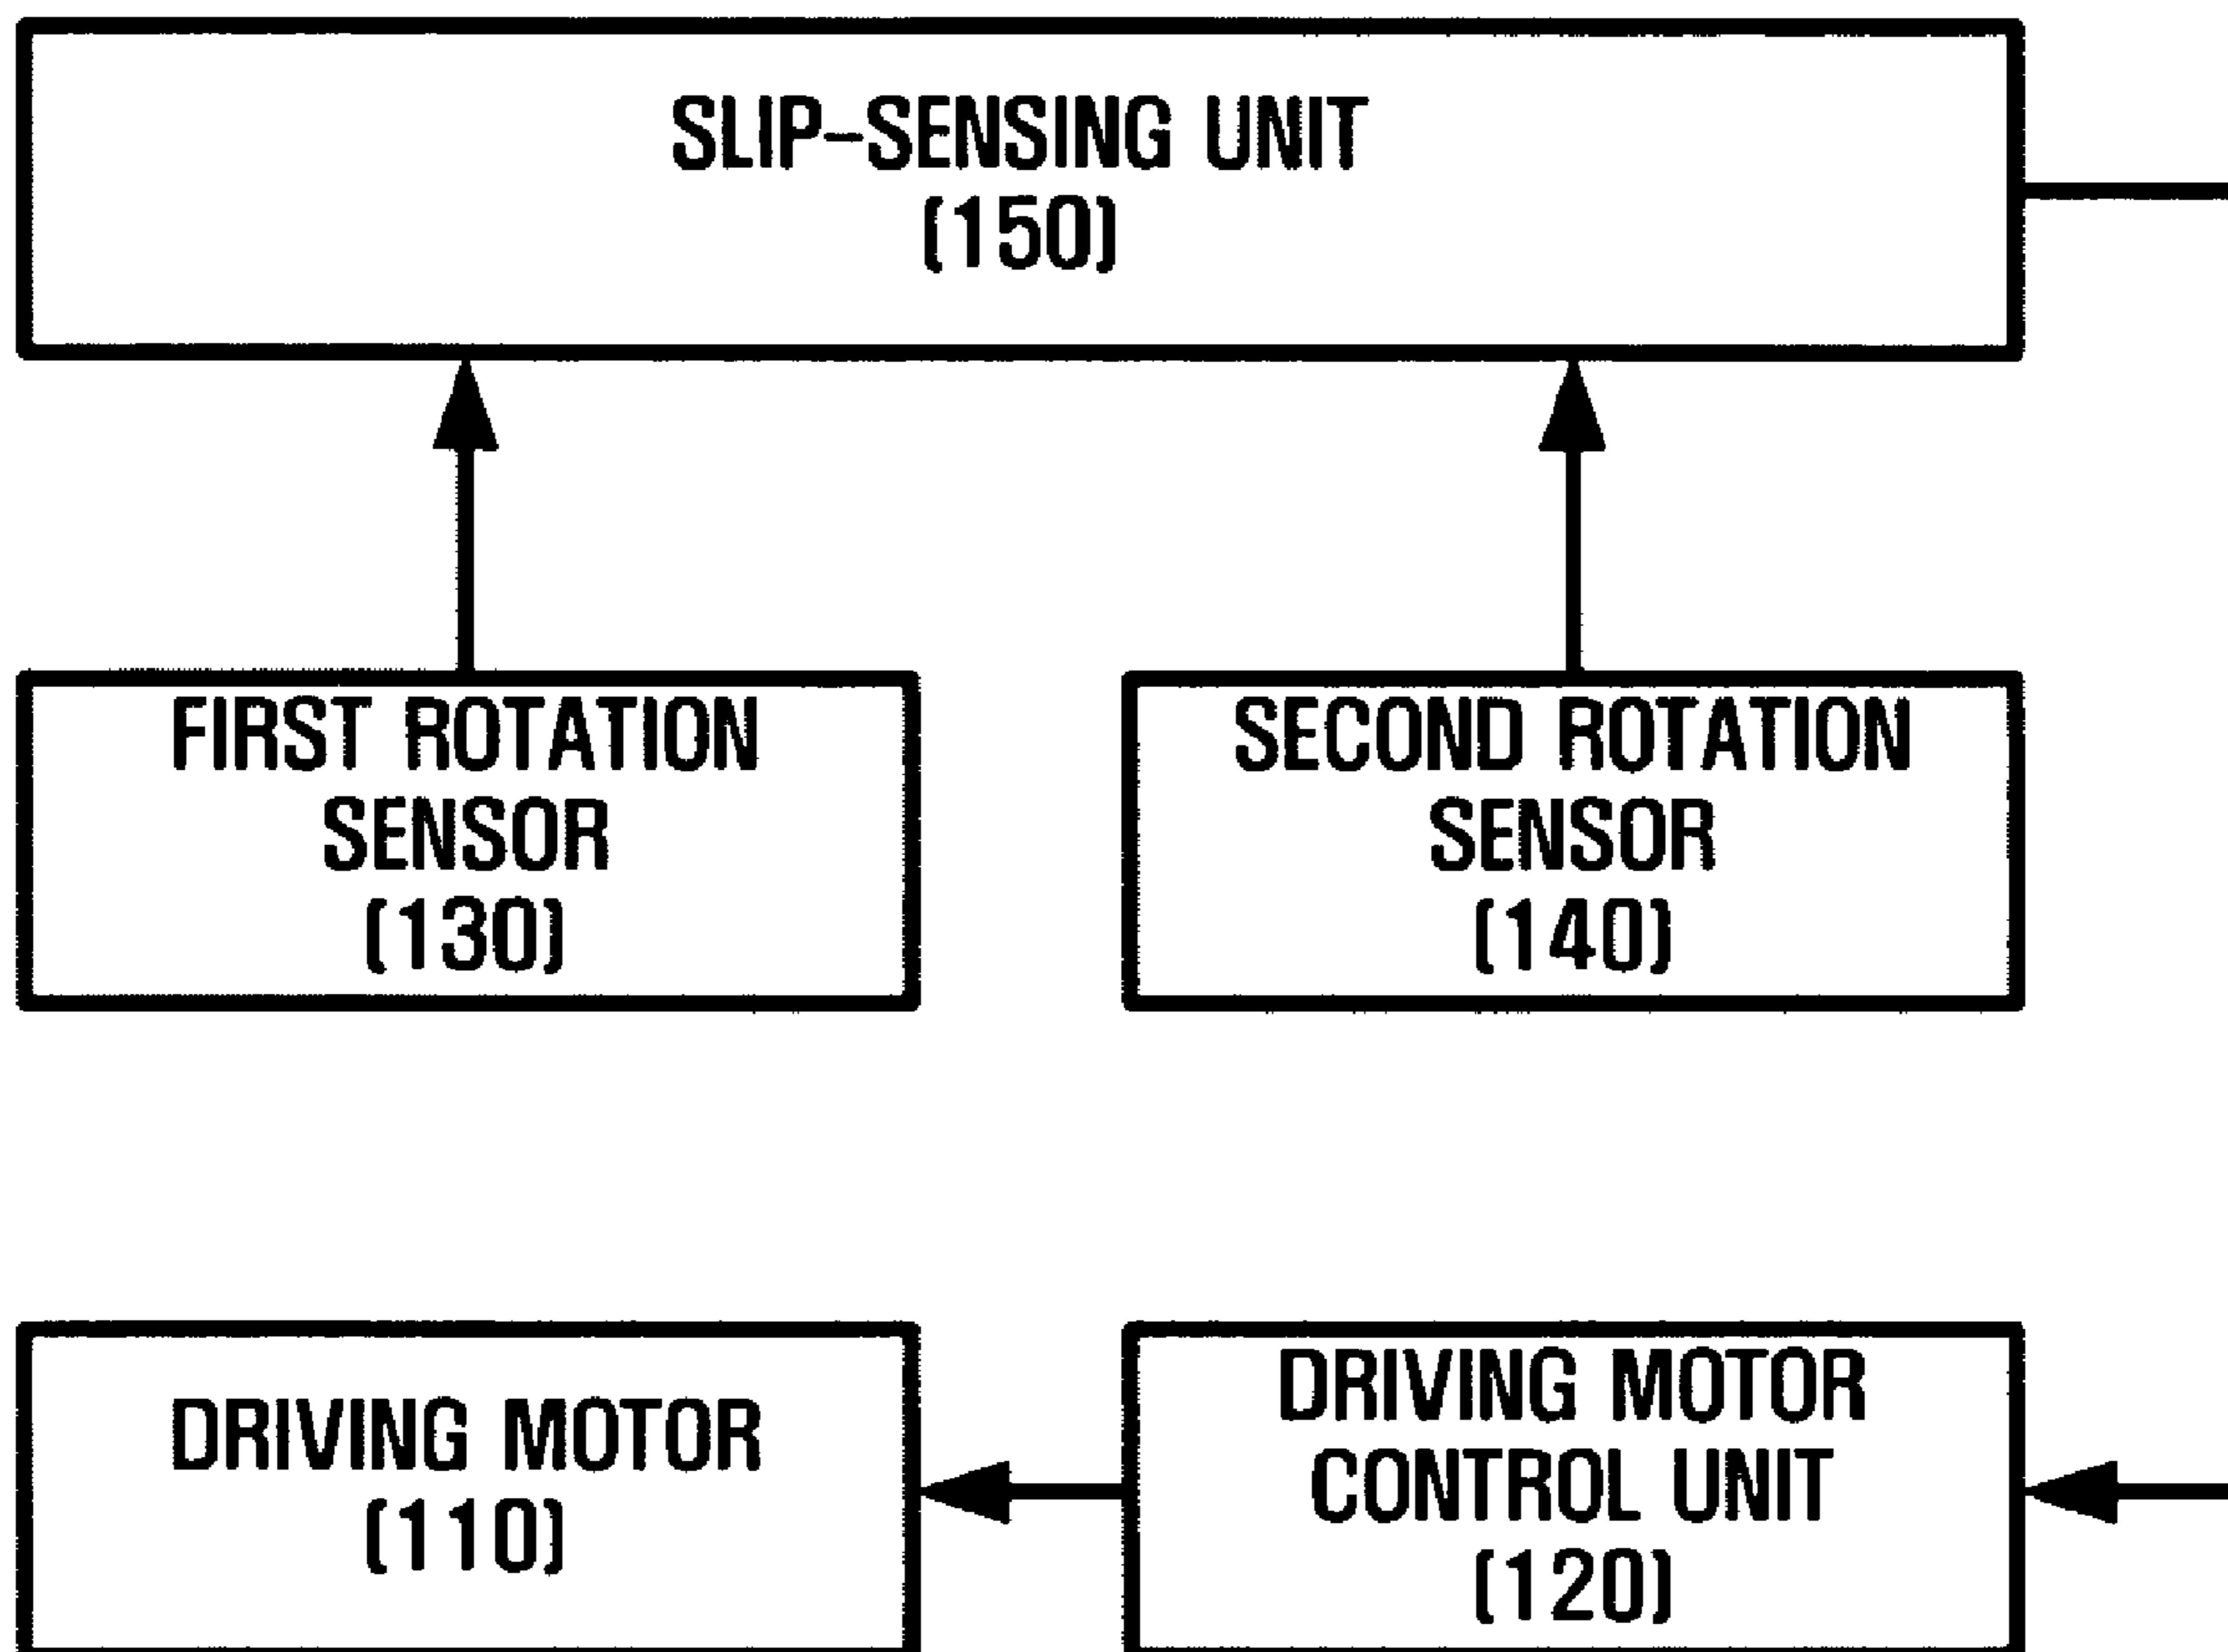 SLIP-SENSING UNIT
(150)
FIRST ROTATION
SENSOR
(130)
SECOND ROTATION
SENSOR
(140)
DRIVING MOTOR
(110)
DRIVING MOTOR
CONTROL UNIT
(120)